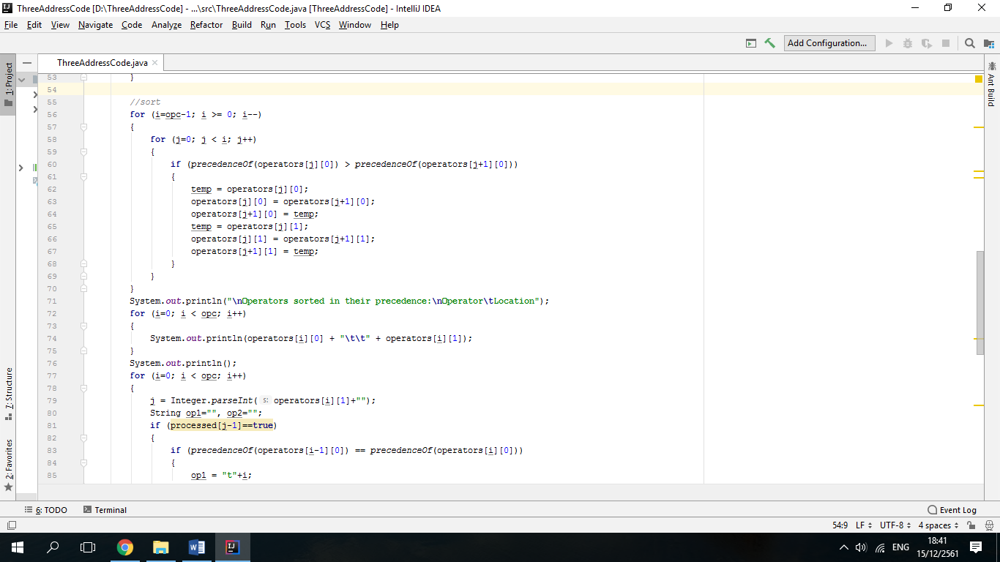 ThreeAddressCode [D:\ThreeAddressCode] - ...\src\ThreeAddressCode.java [ThreeAddressCode] - IntelliJ IDEA
File Edit View Navigate Code Analyze Refactor Build Run Tools VCS Window Help
Add Configuration...
ThreeAddressCode.java
1: Project
7: Structure
2: Favorites
Ant Build
53 }
54
55 //sort
56 for (i=opc-1; i >= 0; i--)
57 {
58 for (j=0; j < i; j++)
59 {
60 if (precedenceOf(operators[j][0]) > precedenceOf(operators[j+1][0]))
61 {
62 temp = operators[j][0];
63 operators[j][0] = operators[j+1][0];
64 operators[j+1][0] = temp;
65 temp = operators[j][1];
66 operators[j][1] = operators[j+1][1];
67 operators[j+1][1] = temp;
68 }
69 }
70 }
71 System.out.println("\nOperators sorted in their precedence:\nOperator\tLocation");
72 for (i=0; i < opc; i++)
73 {
74 System.out.println(operators[i][0] + "\t\t" + operators[i][1]);
75 }
76 System.out.println();
77 for (i=0; i < opc; i++)
78 {
79 j = Integer.parseInt( s: operators[i][1]+"");
80 String op1="", op2="";
81 if (processed[j-1]==true)
82 {
83 if (precedenceOf(operators[i-1][0]) == precedenceOf(operators[i][0]))
84 {
85 op1 = "t"+i;
6: TODO Terminal Event Log
54:9 LF UTF-8 4 spaces
ENG
18:41
15/12/2561